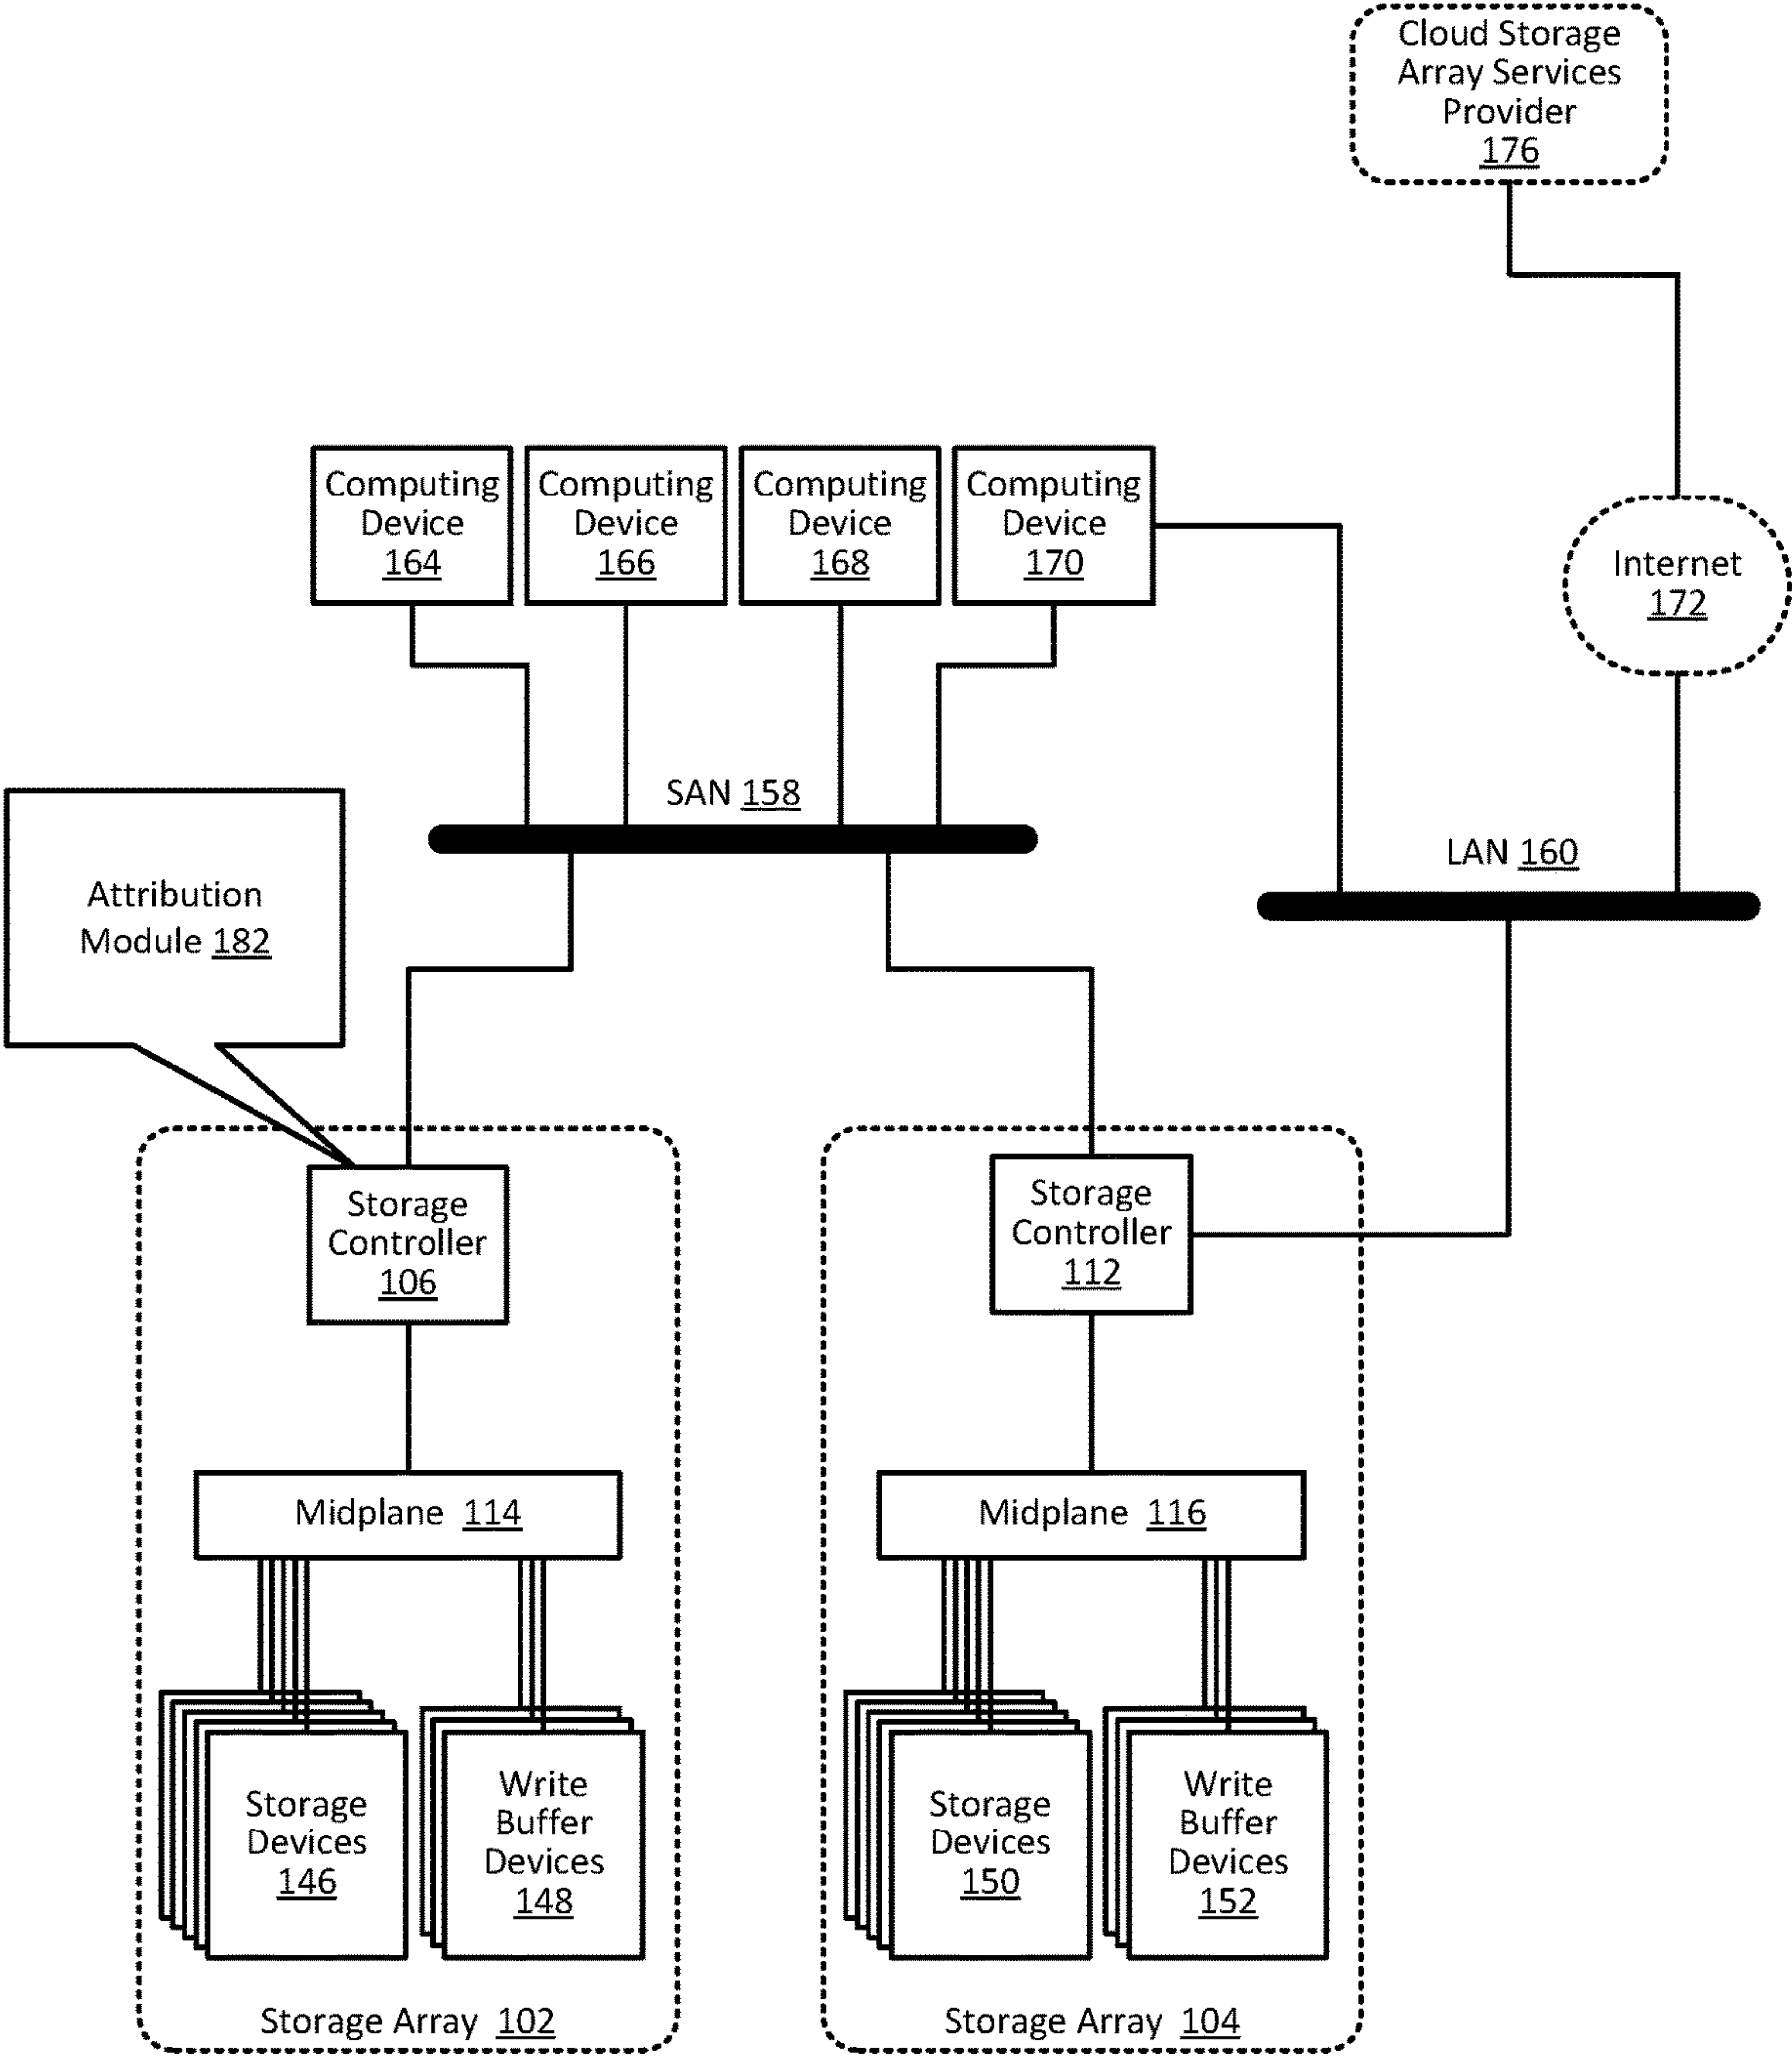 Cloud Storage
Array Services
Provider
176
Computing
Device
164
Computing
Device
166
Computing
Device
168
Computing
Device
170
Internet
172
SAN 158
LAN 160
Attribution
Module 182
Storage
Controller
106
Storage
Controller
112
Midplane 114
Midplane 116
Storage
Devices
146
Write
Buffer
Devices
148
Storage
Devices
150
Write
Buffer
Devices
152
Storage Array 102
Storage Array 104